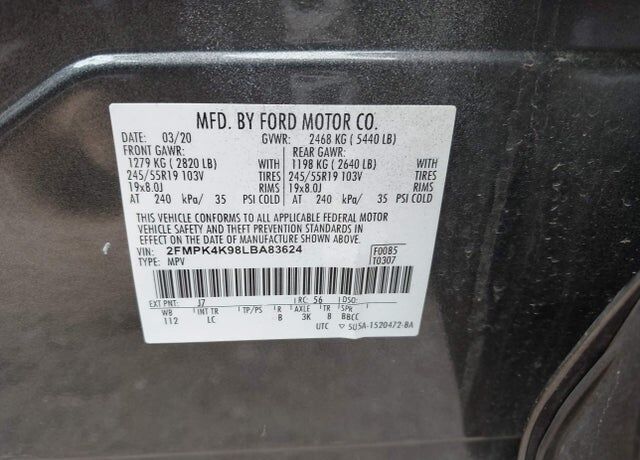 MFD. BY FORD MOTOR CO.
DATE: 03/20 GVWR: 2468 KG ( 5440 LB)
FRONT GAWR: REAR GAWR:
1279 KG ( 2820 LB) WITH 1198 KG ( 2640 LB) WITH
245/55R19 103V TIRES 245/55R19 103V TIRES
19x8.0J RIMS 19x8.0J RIMS
AT 240 kPa/ 35 PSI COLD AT 240 kPa/ 35 PSI COLD
THIS VEHICLE CONFORMS TO ALL APPLICABLE FEDERAL MOTOR
VEHICLE SAFETY AND THEFT PREVENTION STANDARDS IN EFFECT ON
THE DATE OF MANUFACTURE SHOWN ABOVE.
VIN: 2FMPK4K98LBA83624 F0085
TYPE: MPV T0307
EXT PNT: J7 RC: 56 DSO:
WB INT TR TP/PS R AXLE TR SPR
112 LC B 3K B BBCC
UTC ▽ 5U5A-1520472-BA